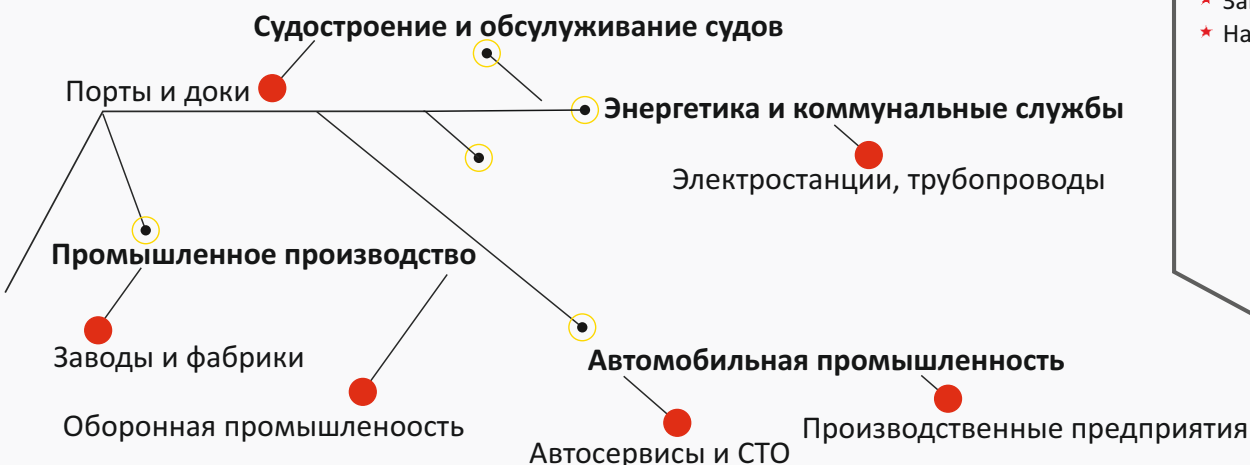 Судостроение и обсулуживание судов
Порты и доки
Энергетика и коммунальные службы
Электростанции, трубопроводы
Промышленное производство
Заводы и фабрики
Оборонная промышленоость
Автомобильная промышленность
Производственные предприятия
Автосервисы и СТО